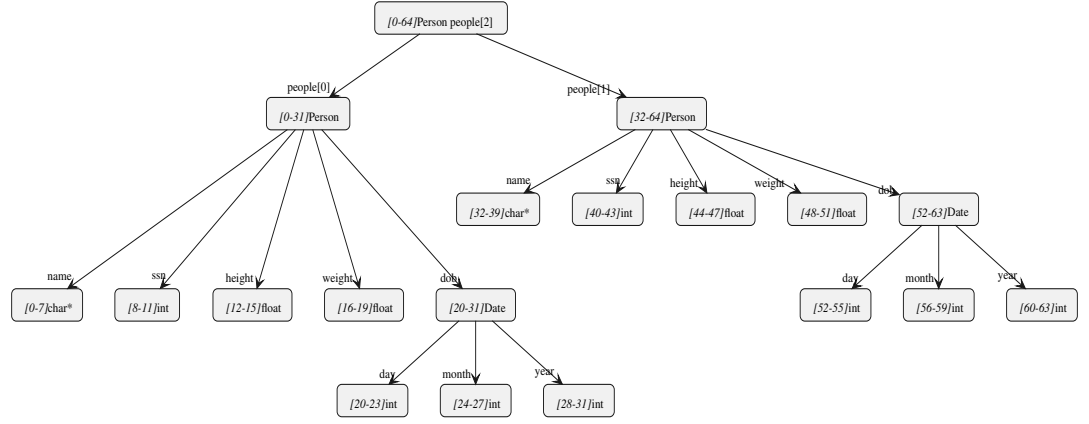 [0-64]Person people[2]
people[0]
people[1]
[0-31]Person
[32-64]Person
name
ssn
height
weight
dob
[32-39]char*
[40-43]int
[44-47]float
[48-51]float
[52-63]Date
name
ssn
height
weight
dob
day
month
year
[0-7]char*
[8-11]int
[12-15]float
[16-19]float
[20-31]Date
[52-55]int
[56-59]int
[60-63]int
day
month
year
[20-23]int
[24-27]int
[28-31]int